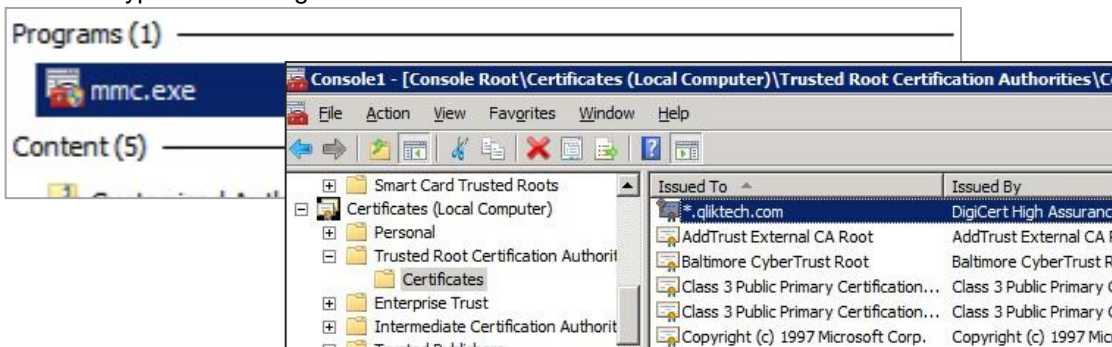 Programs (1)
mmc.exe
Content (5)
Console1 - [Console Root\Certificates (Local Computer)\Trusted Root Certification Authorities\C
File Action View Favorites Window Help
Smart Card Trusted Roots
Certificates (Local Computer)
Personal
Trusted Root Certification Authorit
Certificates
Enterprise Trust
Intermediate Certification Authorit
Issued To Issued By
*.qliktech.com DigiCert High Assuranc
AddTrust External CA Root AddTrust External CA
Baltimore CyberTrust Root Baltimore CyberTrust R
Class 3 Public Primary Certification... Class 3 Public Primary
Class 3 Public Primary Certification... Class 3 Public Primary
Copyright (c) 1997 Microsoft Corp. Copyright (c) 1997 Mic